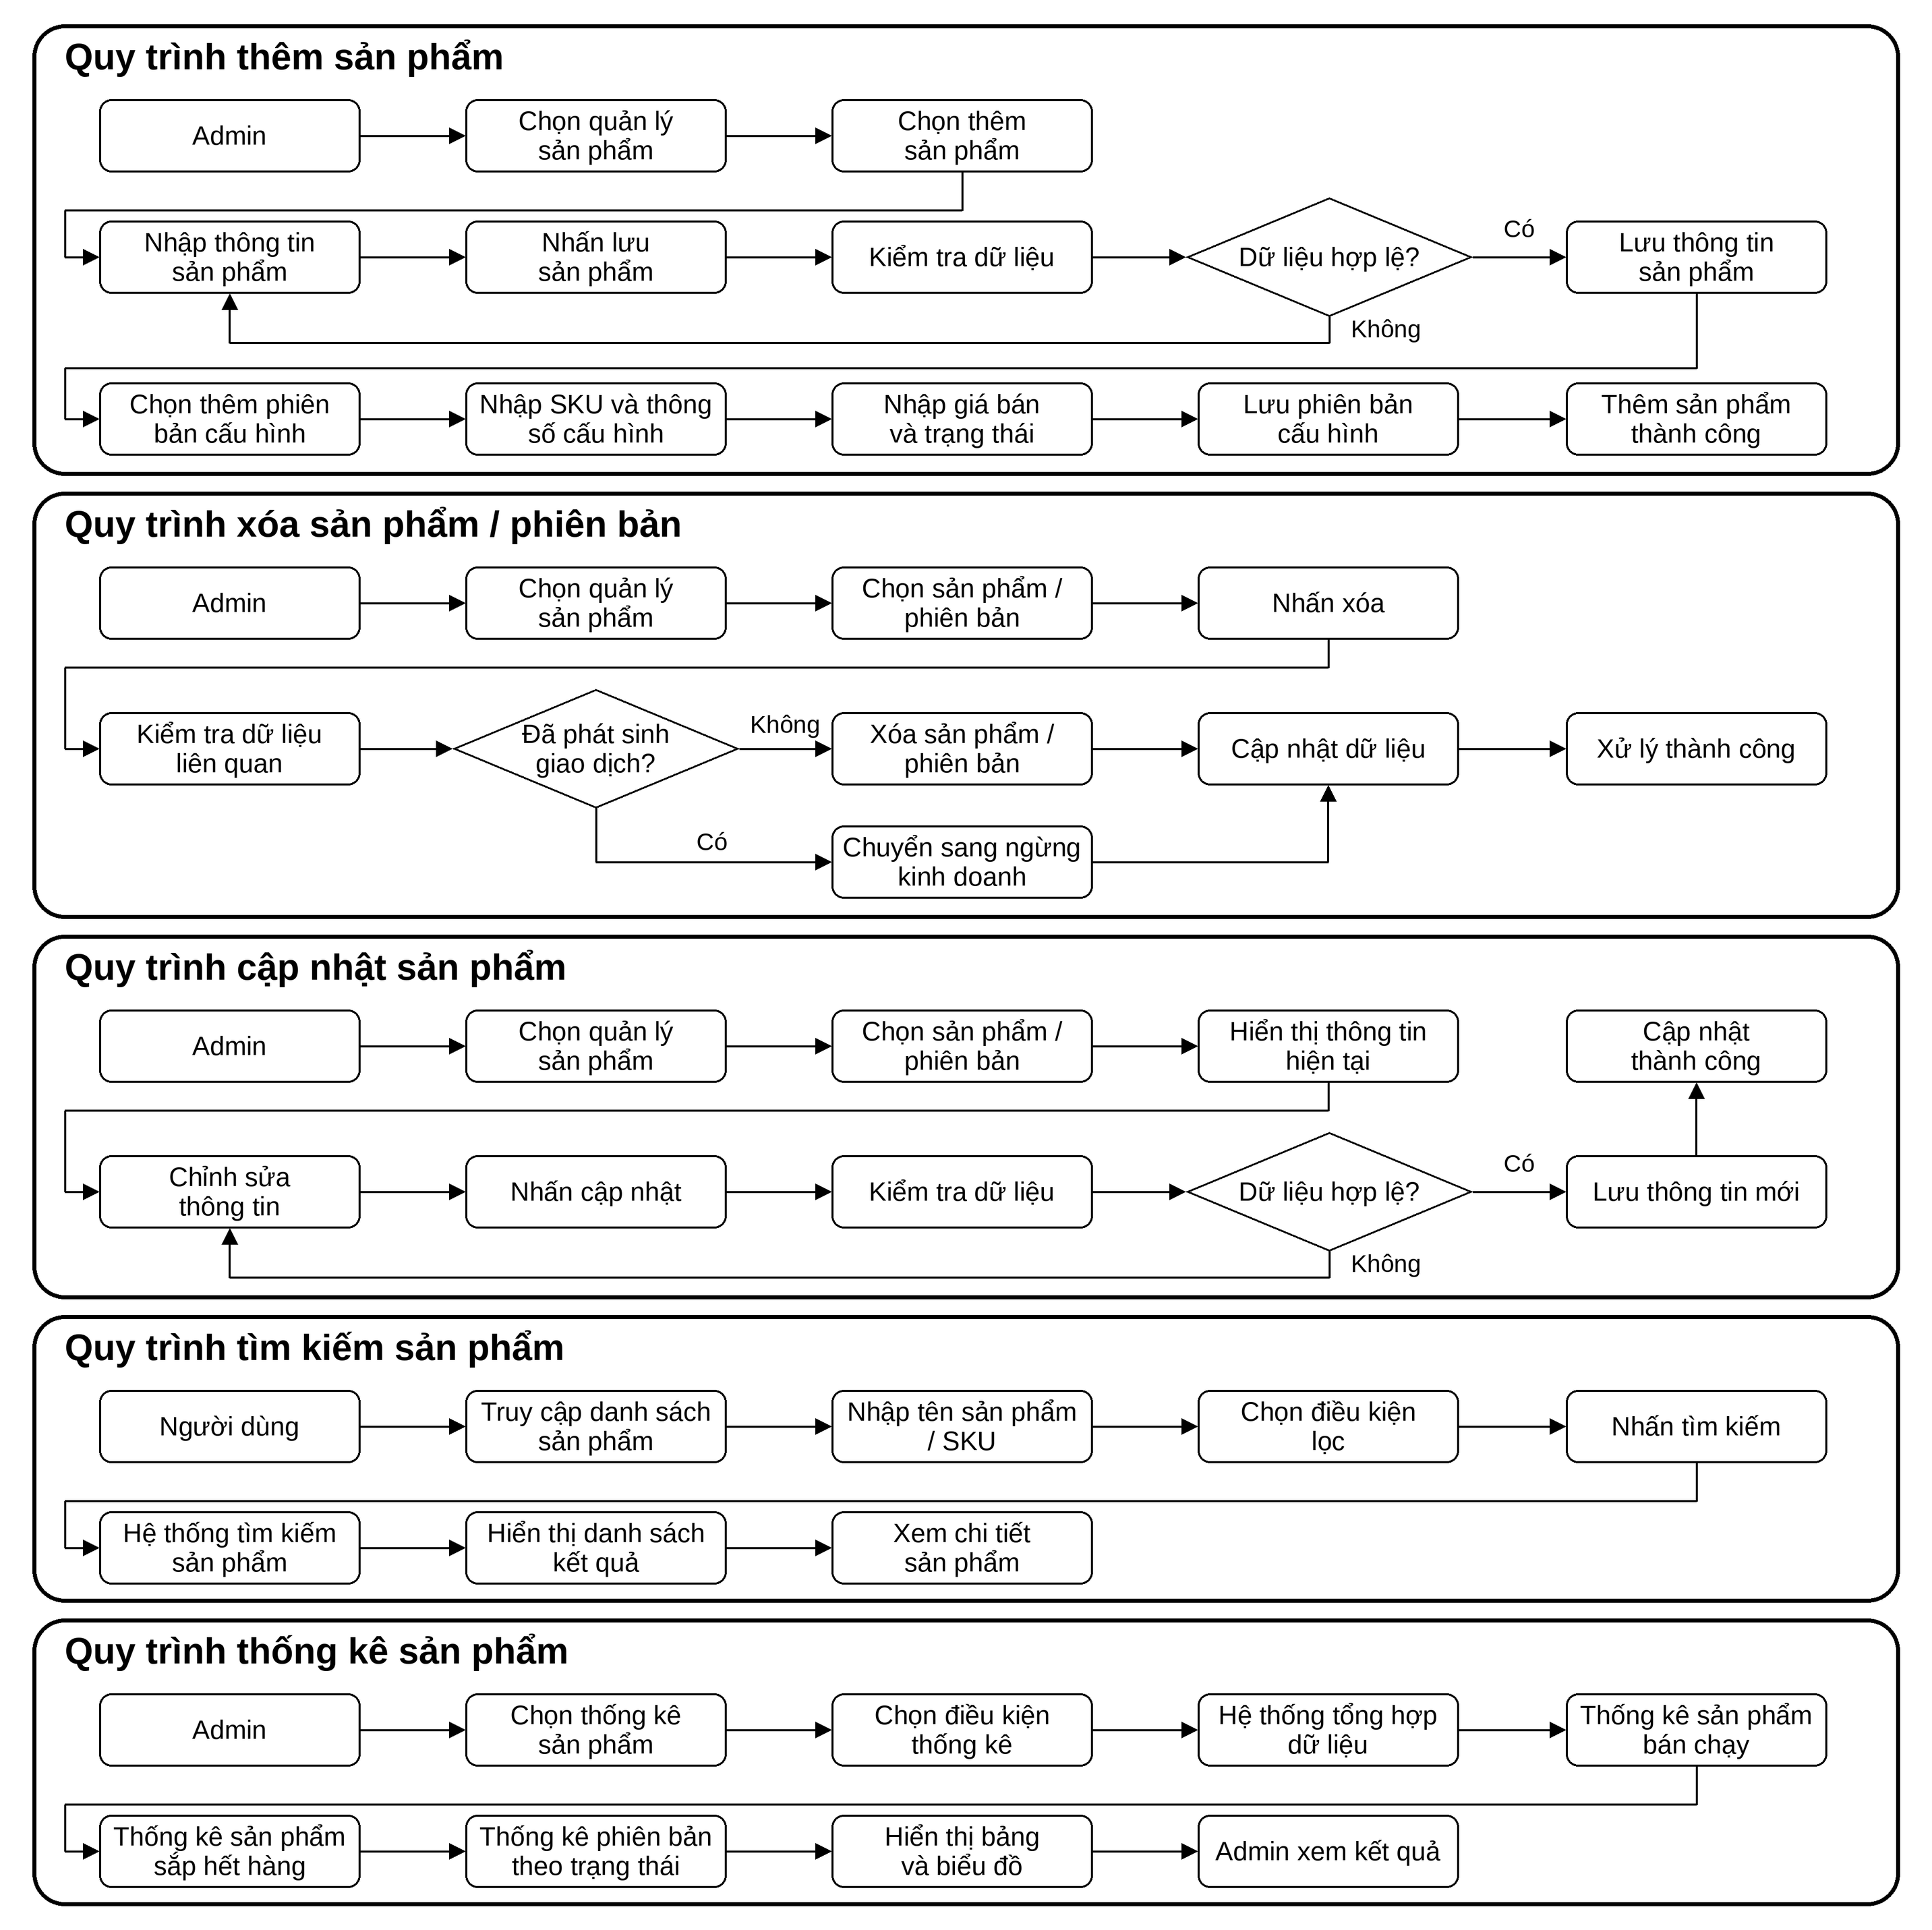 Quy trình thêm sản phẩm
Admin
Chọn quản lý
sản phẩm
Chọn thêm
sản phẩm
Nhập thông tin
sản phẩm
Nhấn lưu
sản phẩm
Kiểm tra dữ liệu
Dữ liệu hợp lệ?
Có
Lưu thông tin
sản phẩm
Không
Chọn thêm phiên
bản cấu hình
Nhập SKU và thông
số cấu hình
Nhập giá bán
và trạng thái
Lưu phiên bản
cấu hình
Thêm sản phẩm
thành công
Quy trình xóa sản phẩm / phiên bản
Admin
Chọn quản lý
sản phẩm
Chọn sản phẩm /
phiên bản
Nhấn xóa
Kiểm tra dữ liệu
liên quan
Đã phát sinh
giao dịch?
Không
Xóa sản phẩm /
phiên bản
Cập nhật dữ liệu
Xử lý thành công
Có
Chuyển sang ngừng
kinh doanh
Quy trình cập nhật sản phẩm
Admin
Chọn quản lý
sản phẩm
Chọn sản phẩm /
phiên bản
Hiển thị thông tin
hiện tại
Cập nhật
thành công
Chỉnh sửa
thông tin
Nhấn cập nhật
Kiểm tra dữ liệu
Dữ liệu hợp lệ?
Có
Lưu thông tin mới
Không
Quy trình tìm kiếm sản phẩm
Người dùng
Truy cập danh sách
sản phẩm
Nhập tên sản phẩm
/ SKU
Chọn điều kiện
lọc
Nhấn tìm kiếm
Hệ thống tìm kiếm
sản phẩm
Hiển thị danh sách
kết quả
Xem chi tiết
sản phẩm
Quy trình thống kê sản phẩm
Admin
Chọn thống kê
sản phẩm
Chọn điều kiện
thống kê
Hệ thống tổng hợp
dữ liệu
Thống kê sản phẩm
bán chạy
Thống kê sản phẩm
sắp hết hàng
Thống kê phiên bản
theo trạng thái
Hiển thị bảng
và biểu đồ
Admin xem kết quả